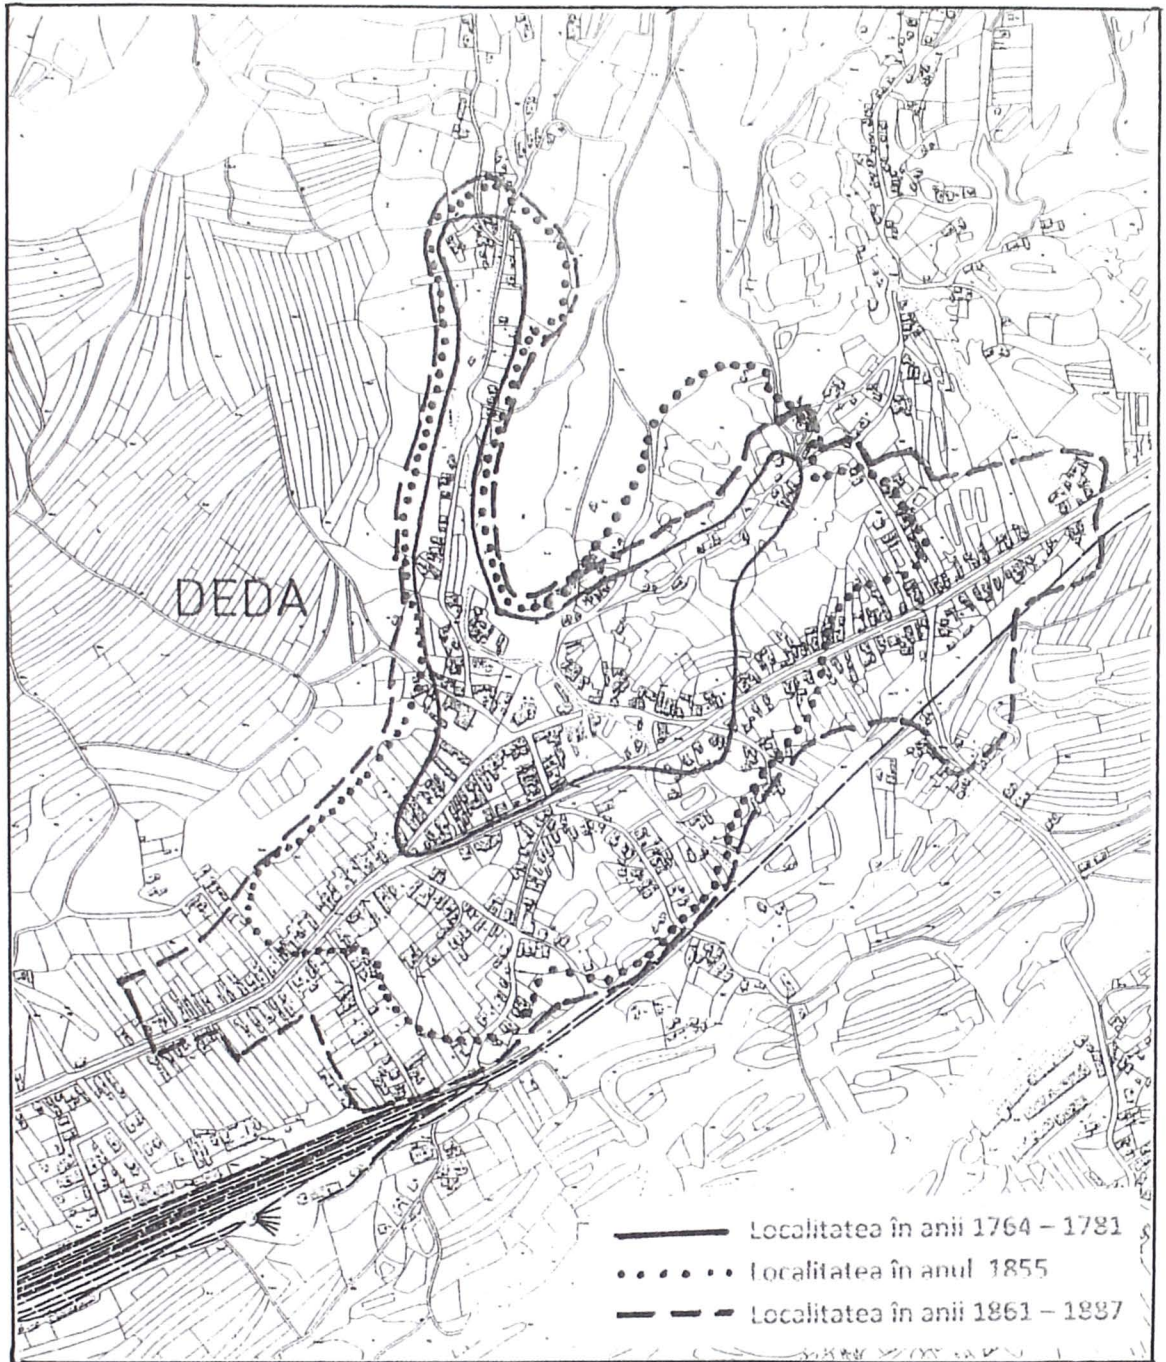 DEDA
Localitatea în anii 1764 – 1781
Localitatea în anul 1855
Localitatea în anii 1861 – 1887